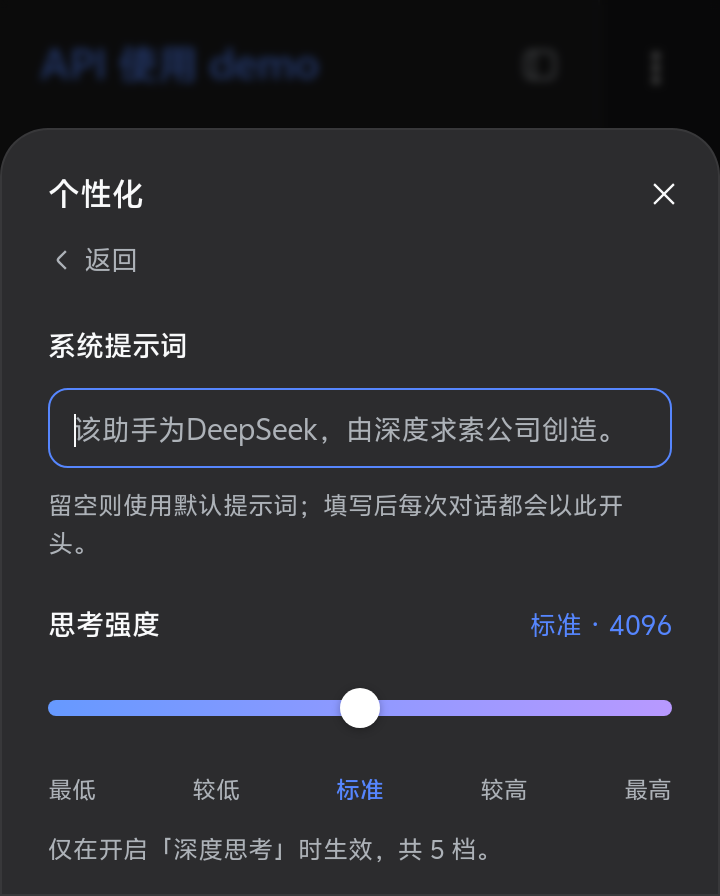 API 使用 demo
个性化
返回
系统提示词
该助手为DeepSeek，由深度求索公司创造。
留空则使用默认提示词；填写后每次对话都会以此开
头。
思考强度
标准 · 4096
最低 较低 标准 较高 最高
仅在开启「深度思考」时生效，共 5 档。